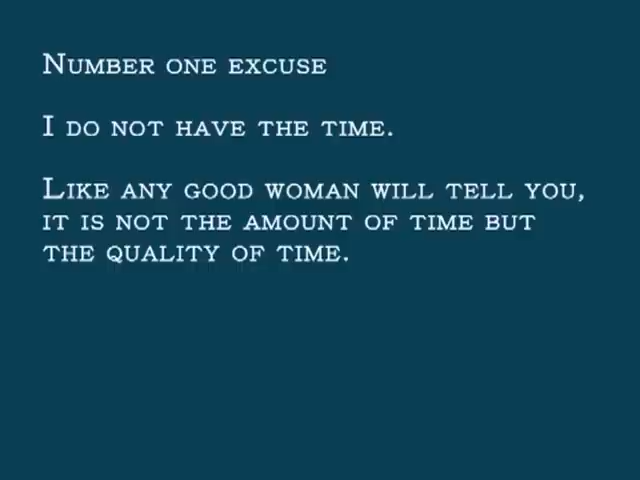 Number one excuse
I do not have the time.
Like any good woman will tell you,
it is not the amount of time but
the quality of time.